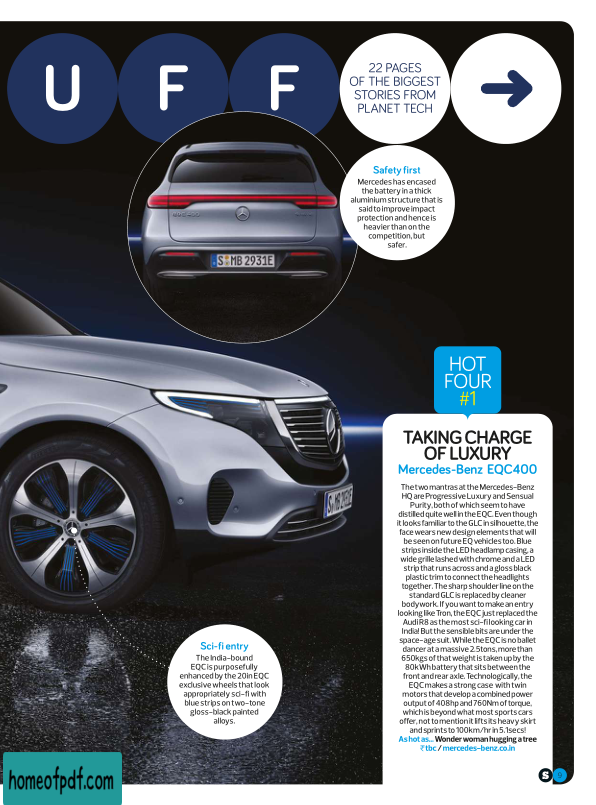 U F F
22 PAGES
OF THE BIGGEST
STORIES FROM
PLANET TECH
Safety first
Mercedes has encased
the battery in a thick
aluminium structure that is
said to improve impact
protection and hence is
heavier than on the
competition, but
safer.
EQC 400
S MB 2931E
HOT
FOUR
#1
TAKING CHARGE
OF LUXURY
Mercedes-Benz EQC400
The two mantras at the Mercedes-Benz
HQ are Progressive Luxury and Sensual
Purity, both of which seem to have
distilled quite well in the EQC. Even though
it looks familiar to the GLC in silhouette, the
face wears new design elements that will
be seen on future EQ vehicles too. Blue
strips inside the LED headlamp casing, a
wide grille lashed with chrome and a LED
strip that runs across and a gloss black
plastic trim to connect the headlights
together. The sharp shoulder line on the
standard GLC is replaced by cleaner
bodywork. If you want to make an entry
looking like Tron, the EQC just replaced the
Audi R8 as the most sci-fi looking car in
India! But the sensible bits are under the
space-age suit. While the EQC is no ballet
dancer at a massive 2.5tons, more than
650kgs of that weight is taken up by the
80kWh battery that sits between the
front and rear axle. Technologically, the
EQC makes a strong case with twin
motors that develop a combined power
output of 408hp and 760Nm of torque,
which is beyond what most sports cars
offer, not to mention it lifts its heavy skirt
and sprints to 100km/hr in 5.1secs!
As hot as... Wonder woman hugging a tree
₹tbc / mercedes-benz.co.in
S MB 2931E
Sci-fi entry
The India-bound
EQC is purposefully
enhanced by the 20in EQC
exclusive wheels that look
appropriately sci-fi with
blue strips on two-tone
gloss-black painted
alloys.
S
homeofpdf.com